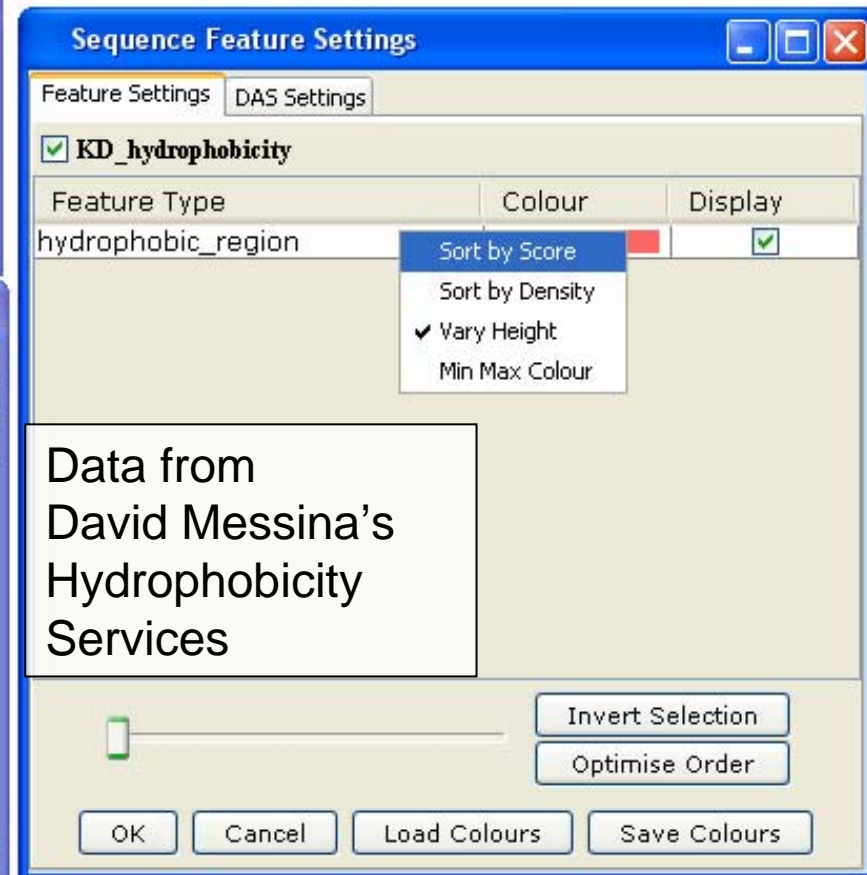 Sequence Feature Settings
Feature Settings DAS Settings
KD_hydrophobicity
Feature Type Colour Display
hydrophobic_region
Sort by Score
Sort by Density
Vary Height
Min Max Colour
Data from
David Messina’s
Hydrophobicity
Services
Invert Selection
Optimise Order
OK Cancel Load Colours Save Colours